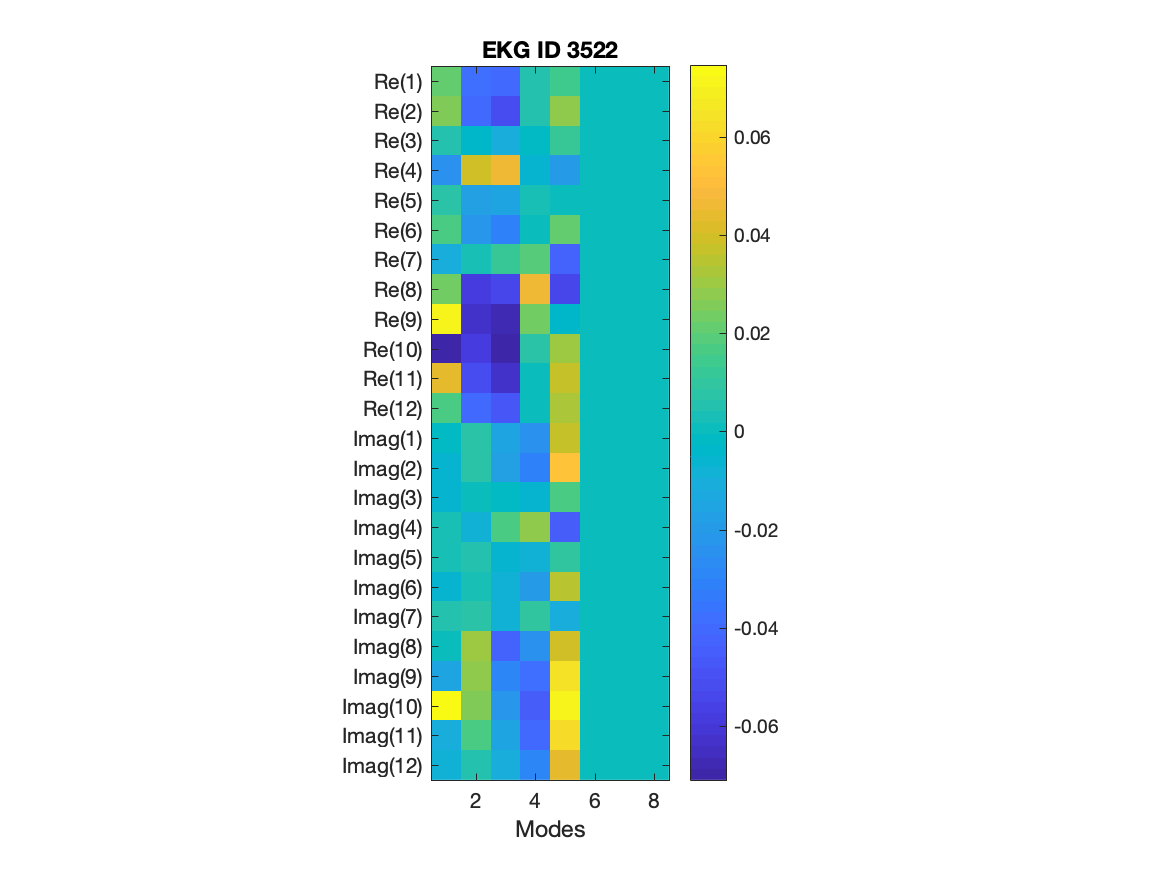 EKG ID 3522
Re(1)
Re(2)
Re(3)
Re(4)
Re(5)
Re(6)
Re(7)
Re(8)
Re(9)
Re(10)
Re(11)
Re(12)
Imag(1)
Imag(2)
Imag(3)
Imag(4)
Imag(5)
Imag(6)
Imag(7)
Imag(8)
Imag(9)
Imag(10)
Imag(11)
Imag(12)
2 4 6 8
Modes
0.06
0.04
0.02
0
-0.02
-0.04
-0.06